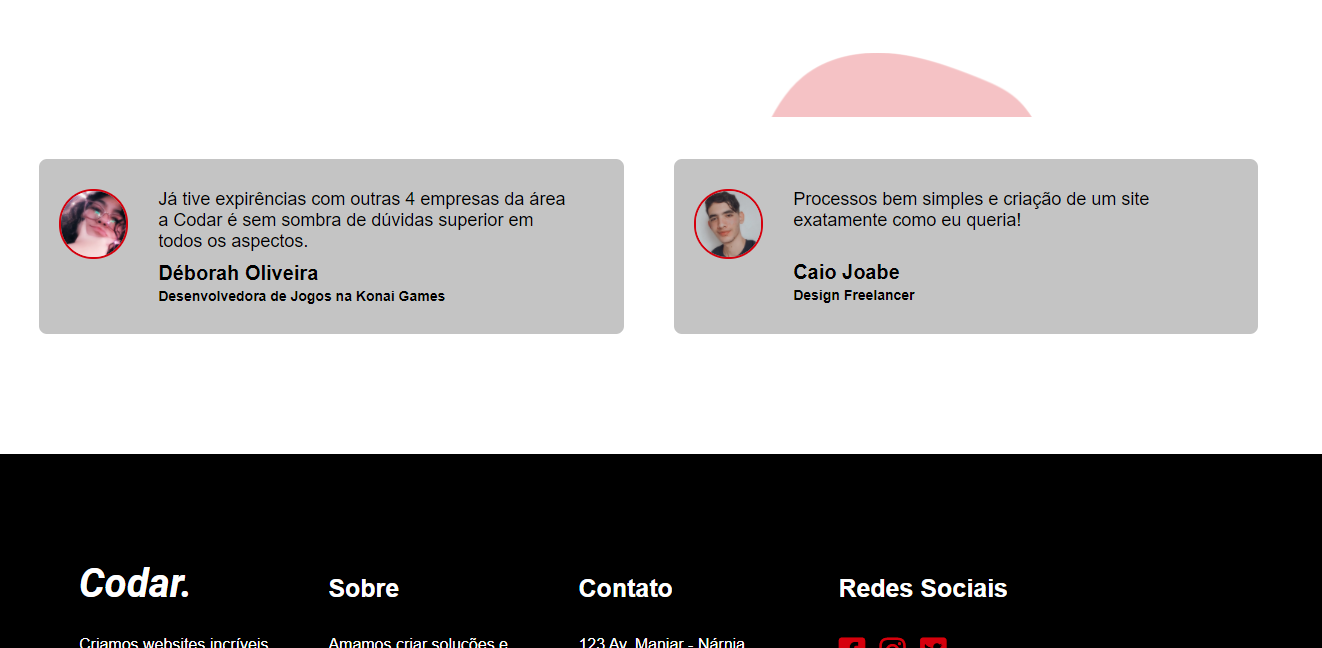 Já tive expirências com outras 4 empresas da área
a Codar é sem sombra de dúvidas superior em
todos os aspectos.
Déborah Oliveira
Desenvolvedora de Jogos na Konai Games
Processos bem simples e criação de um site
exatamente como eu queria!
Caio Joabe
Design Freelancer
Codar.
Criamos websites incríveis
Sobre
Amamos criar soluções e
Contato
123 Av. Manjar - Nárnia
Redes Sociais